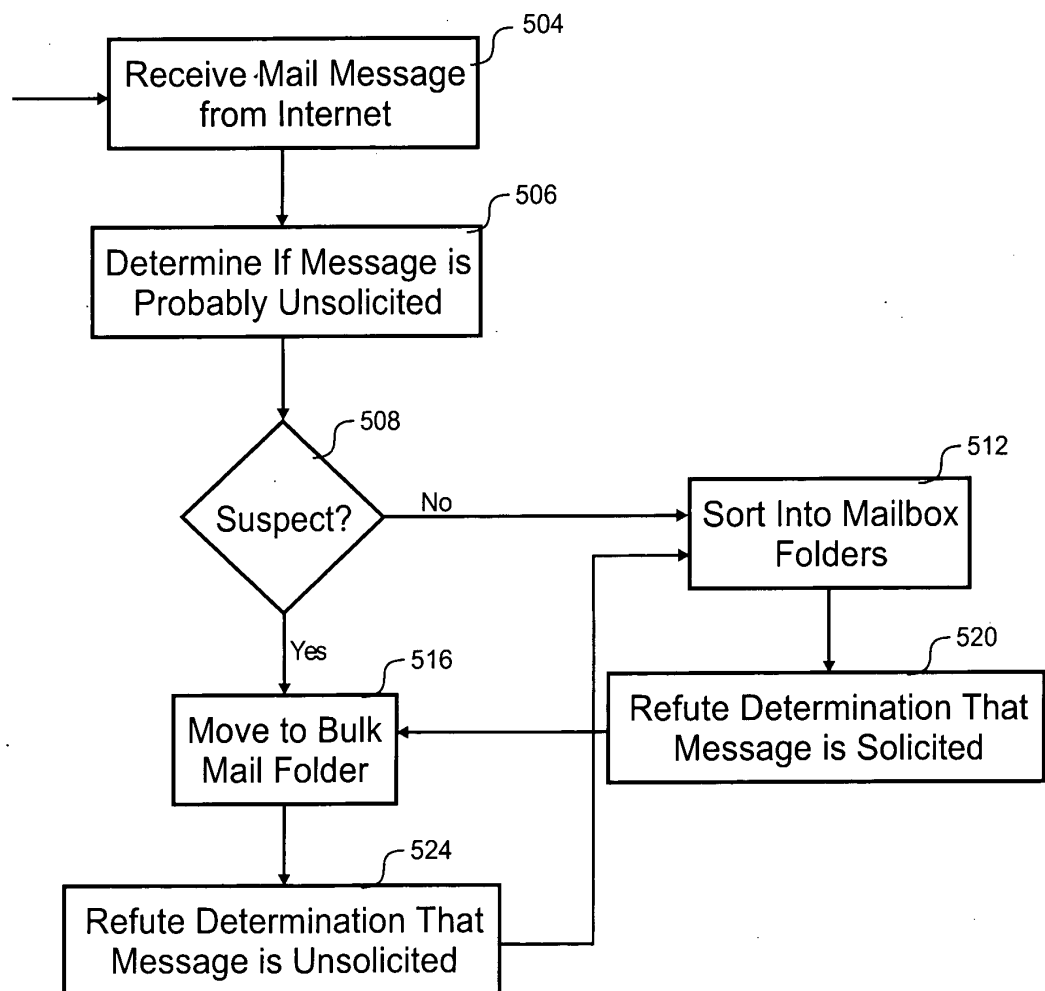 504
Receive Mail Message
from Internet
506
Determine If Message is
Probably Unsolicited
508
Suspect?
No
Yes
512
Sort Into Mailbox
Folders
516
Move to Bulk
Mail Folder
520
Refute Determination That
Message is Solicited
524
Refute Determination That
Message is Unsolicited